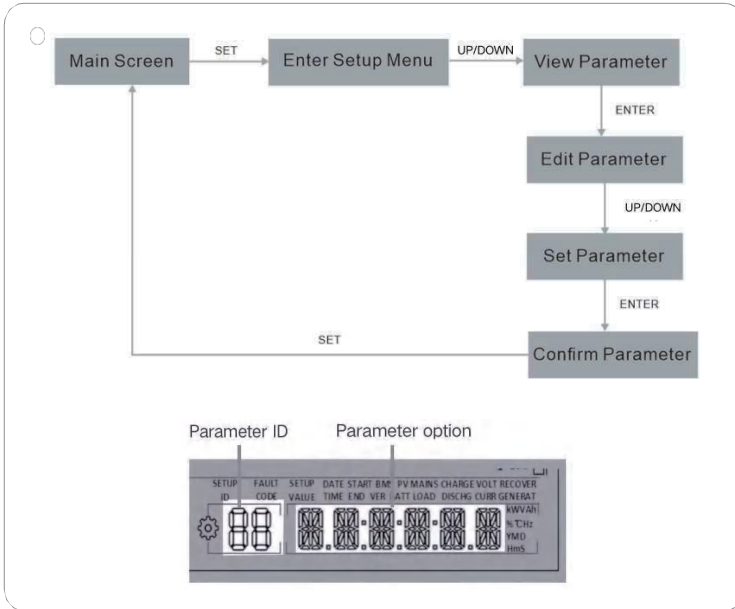 Main Screen
SET
Enter Setup Menu
UP/DOWN
View Parameter
ENTER
Edit Parameter
UP/DOWN
Set Parameter
ENTER
Confirm Parameter
SET
Parameter ID
Parameter option
SETUP FAULT SETUP DATE START BMS PV MAINS CHARGE VOLT RECOVER
ID CODE VALUE TIME END VER ATT LOAD DISCHG CURR GENERAT
kWVAh
% ℃Hz
YMD
HmS